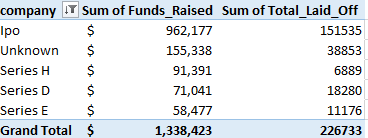 company Sum of Funds_Raised Sum of Total_Laid_Off
Ipo $ 962,177 151535
Unknown $ 155,338 38853
Series H $ 91,391 6889
Series D $ 71,041 18280
Series E $ 58,477 11176
Grand Total $ 1,338,423 226733